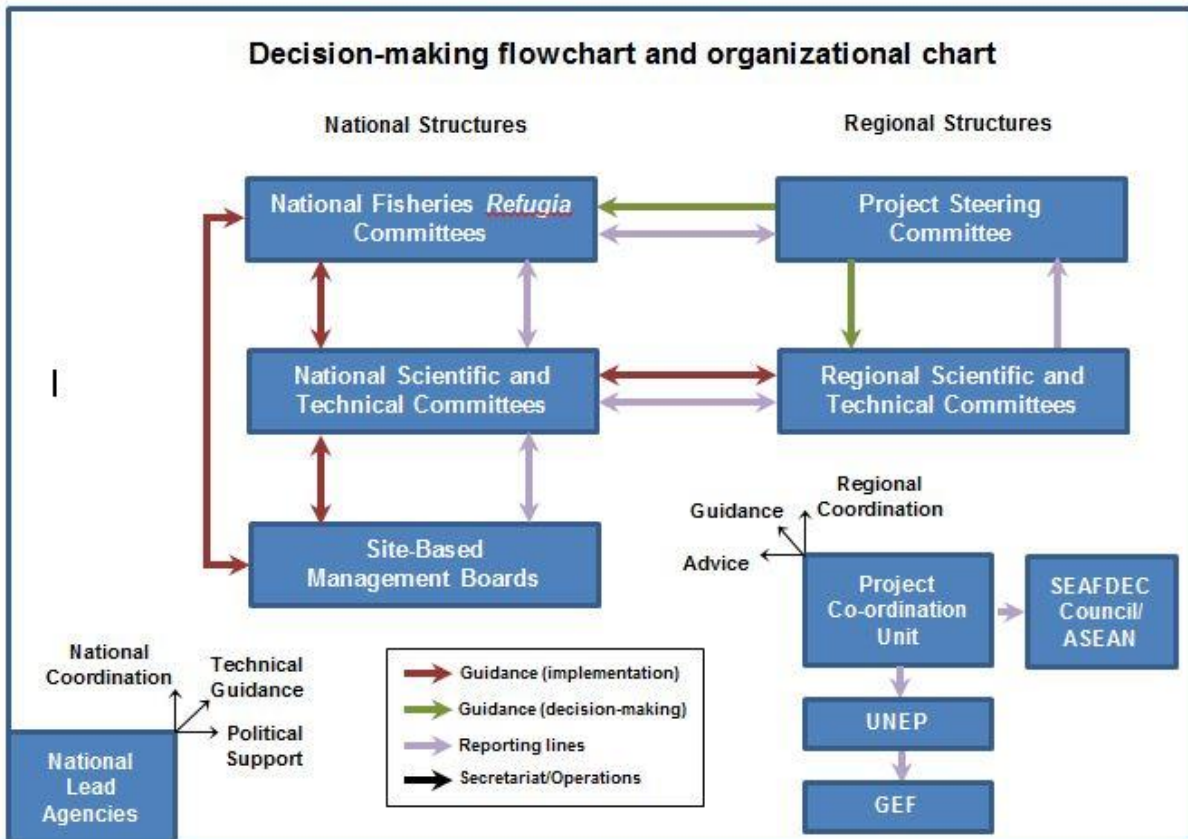 Decision-making flowchart and organizational chart
National Structures
Regional Structures
National Fisheries Refugia
Committees
Project Steering
Committee
National Scientific and
Technical Committees
Regional Scientific and
Technical Committees
Site-Based
Management Boards
Regional
Coordination
Guidance
Advice
Project
Co-ordination
Unit
SEAFDEC
Council/
ASEAN
UNEP
GEF
National
Coordination
Technical
Guidance
Political
Support
National
Lead
Agencies
Guidance (implementation)
Guidance (decision-making)
Reporting lines
Secretariat/Operations